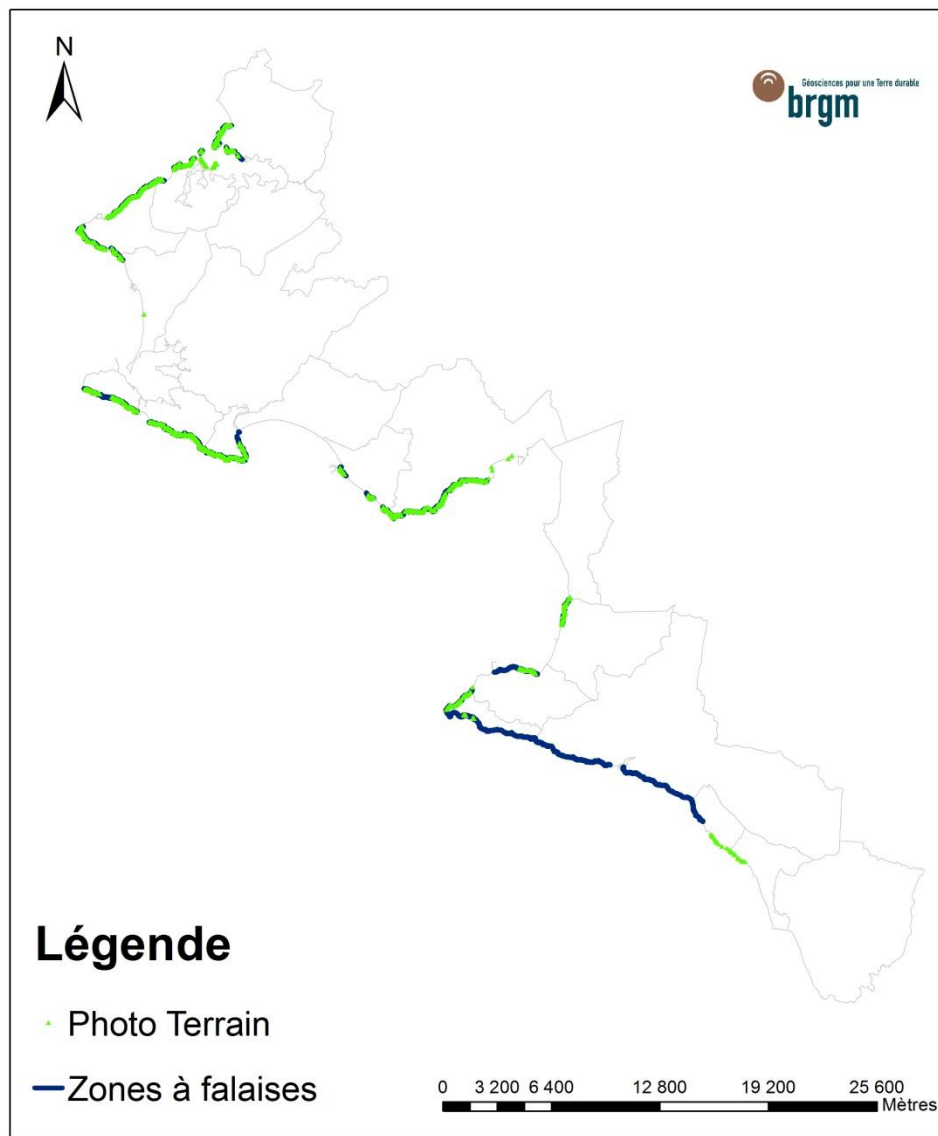 N
Géosciences pour une Terre durable
brgm
Légende
Photo Terrain
Zones à falaises
0 3 200 6 400 12 800 19 200 25 600
Mètres